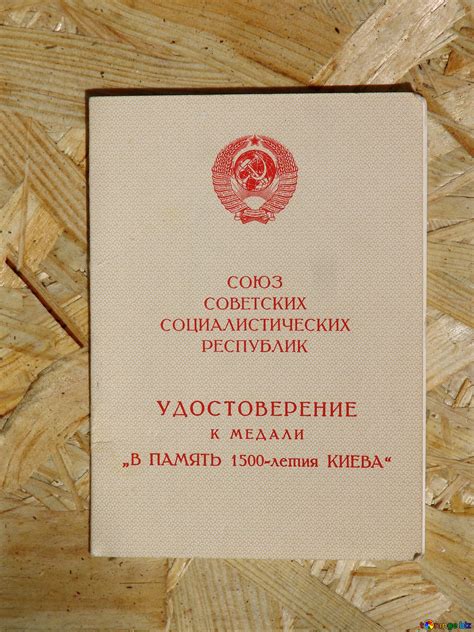 СОЮЗ
СОВЕТСКИХ
СОЦИАЛИСТИЧЕСКИХ
РЕСПУБЛИК
УДОСТОВЕРЕНИЕ
К МЕДАЛИ
„В ПАМЯТЬ 1500-летия КИЕВА“